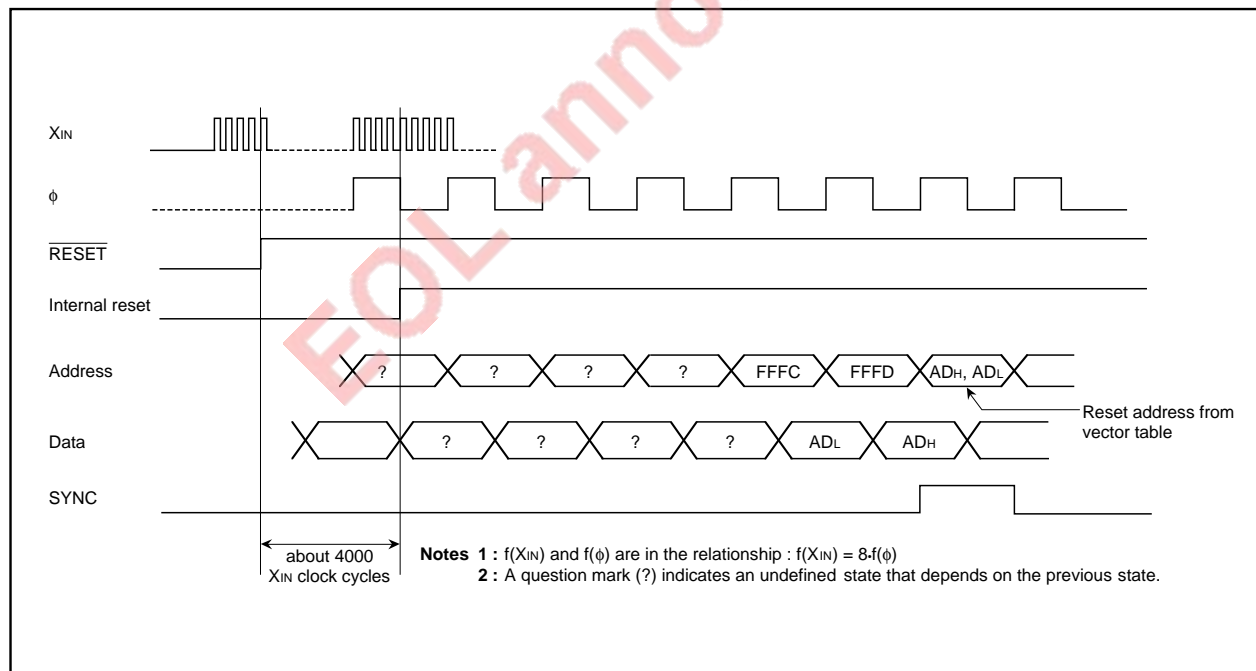 EOL anno
XIN
ϕ
RESET
Internal reset
Address
? ? ? ? FFFC FFFD ADH, ADL
Reset address from
vector table
Data
? ? ? ? ADL ADH
SYNC
about 4000
XIN clock cycles
Notes 1 : f(XIN) and f(ϕ) are in the relationship : f(XIN) = 8•f(ϕ)
2 : A question mark (?) indicates an undefined state that depends on the previous state.